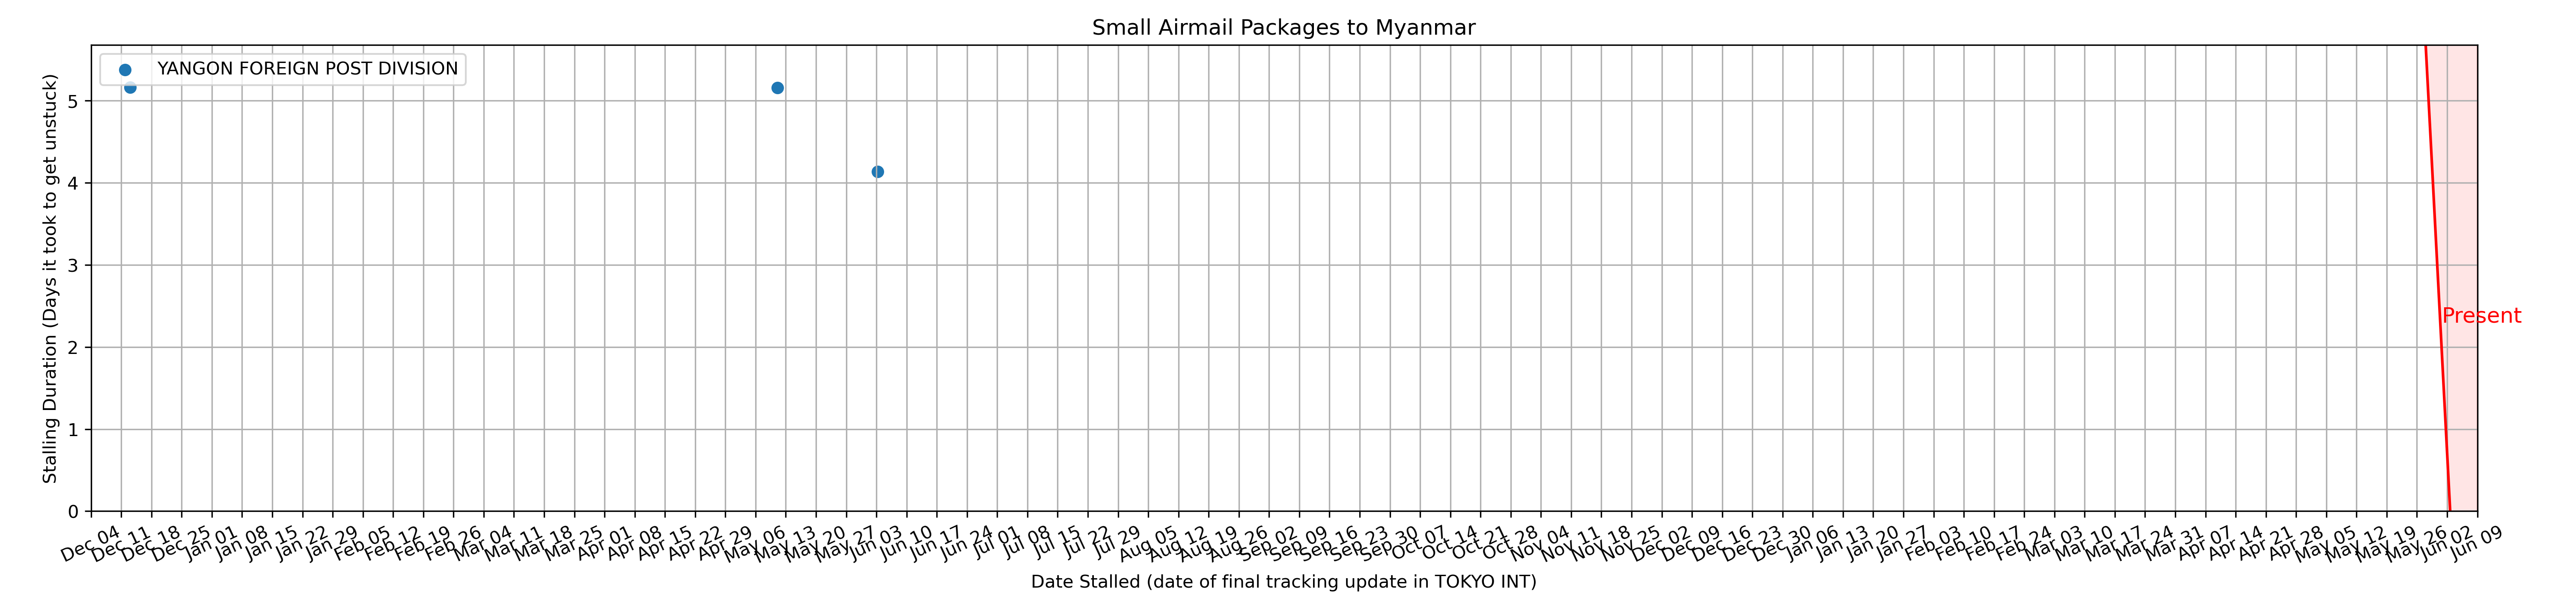 Small Airmail Packages to Myanmar
YANGON FOREIGN POST DIVISION
Stalling Duration (Days it took to get unstuck)
5
4
3
2
1
0
Present
Dec 04
Dec 11
Dec 18
Dec 25
Jan 01
Jan 08
Jan 15
Jan 22
Jan 29
Feb 05
Feb 12
Feb 19
Feb 26
Mar 04
Mar 11
Mar 18
Mar 25
Apr 01
Apr 08
Apr 15
Apr 22
Apr 29
May 06
May 13
May 20
May 27
Jun 03
Jun 10
Jun 17
Jun 24
Jul 01
Jul 08
Jul 15
Jul 22
Jul 29
Aug 05
Aug 12
Aug 19
Aug 26
Sep 02
Sep 09
Sep 16
Sep 23
Sep 30
Oct 07
Oct 14
Oct 21
Oct 28
Nov 04
Nov 11
Nov 18
Nov 25
Dec 02
Dec 09
Dec 16
Dec 23
Dec 30
Jan 06
Jan 13
Jan 20
Jan 27
Feb 03
Feb 10
Feb 17
Feb 24
Mar 03
Mar 10
Mar 17
Mar 24
Mar 31
Apr 07
Apr 14
Apr 21
Apr 28
May 05
May 12
May 19
May 26
Jun 02
Jun 09
Date Stalled (date of final tracking update in TOKYO INT)